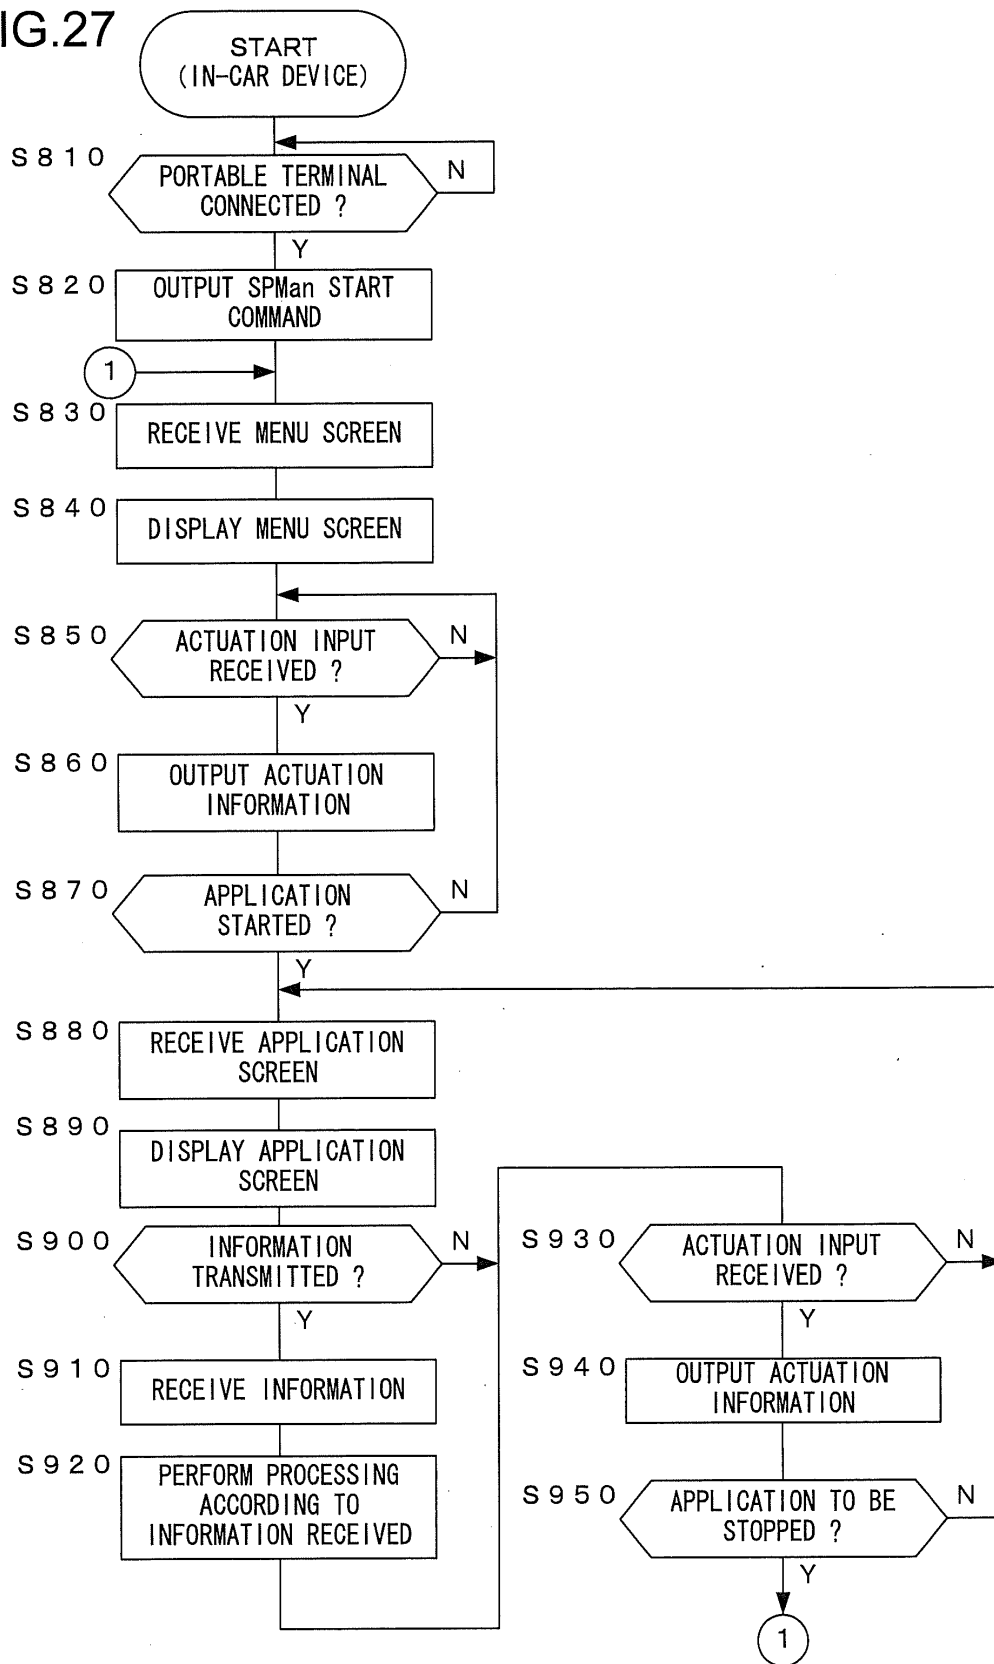 IG.27
START
(IN-CAR DEVICE)
S810
PORTABLE TERMINAL
CONNECTED ?
N
Y
S820
OUTPUT SPMan START
COMMAND
1
S830
RECEIVE MENU SCREEN
S840
DISPLAY MENU SCREEN
S850
ACTUATION INPUT
RECEIVED ?
N
Y
S860
OUTPUT ACTUATION
INFORMATION
S870
APPLICATION
STARTED ?
N
Y
S880
RECEIVE APPLICATION
SCREEN
S890
DISPLAY APPLICATION
SCREEN
S900
INFORMATION
TRANSMITTED ?
N
Y
S910
RECEIVE INFORMATION
S920
PERFORM PROCESSING
ACCORDING TO
INFORMATION RECEIVED
S930
ACTUATION INPUT
RECEIVED ?
N
Y
S940
OUTPUT ACTUATION
INFORMATION
S950
APPLICATION TO BE
STOPPED ?
N
Y
1